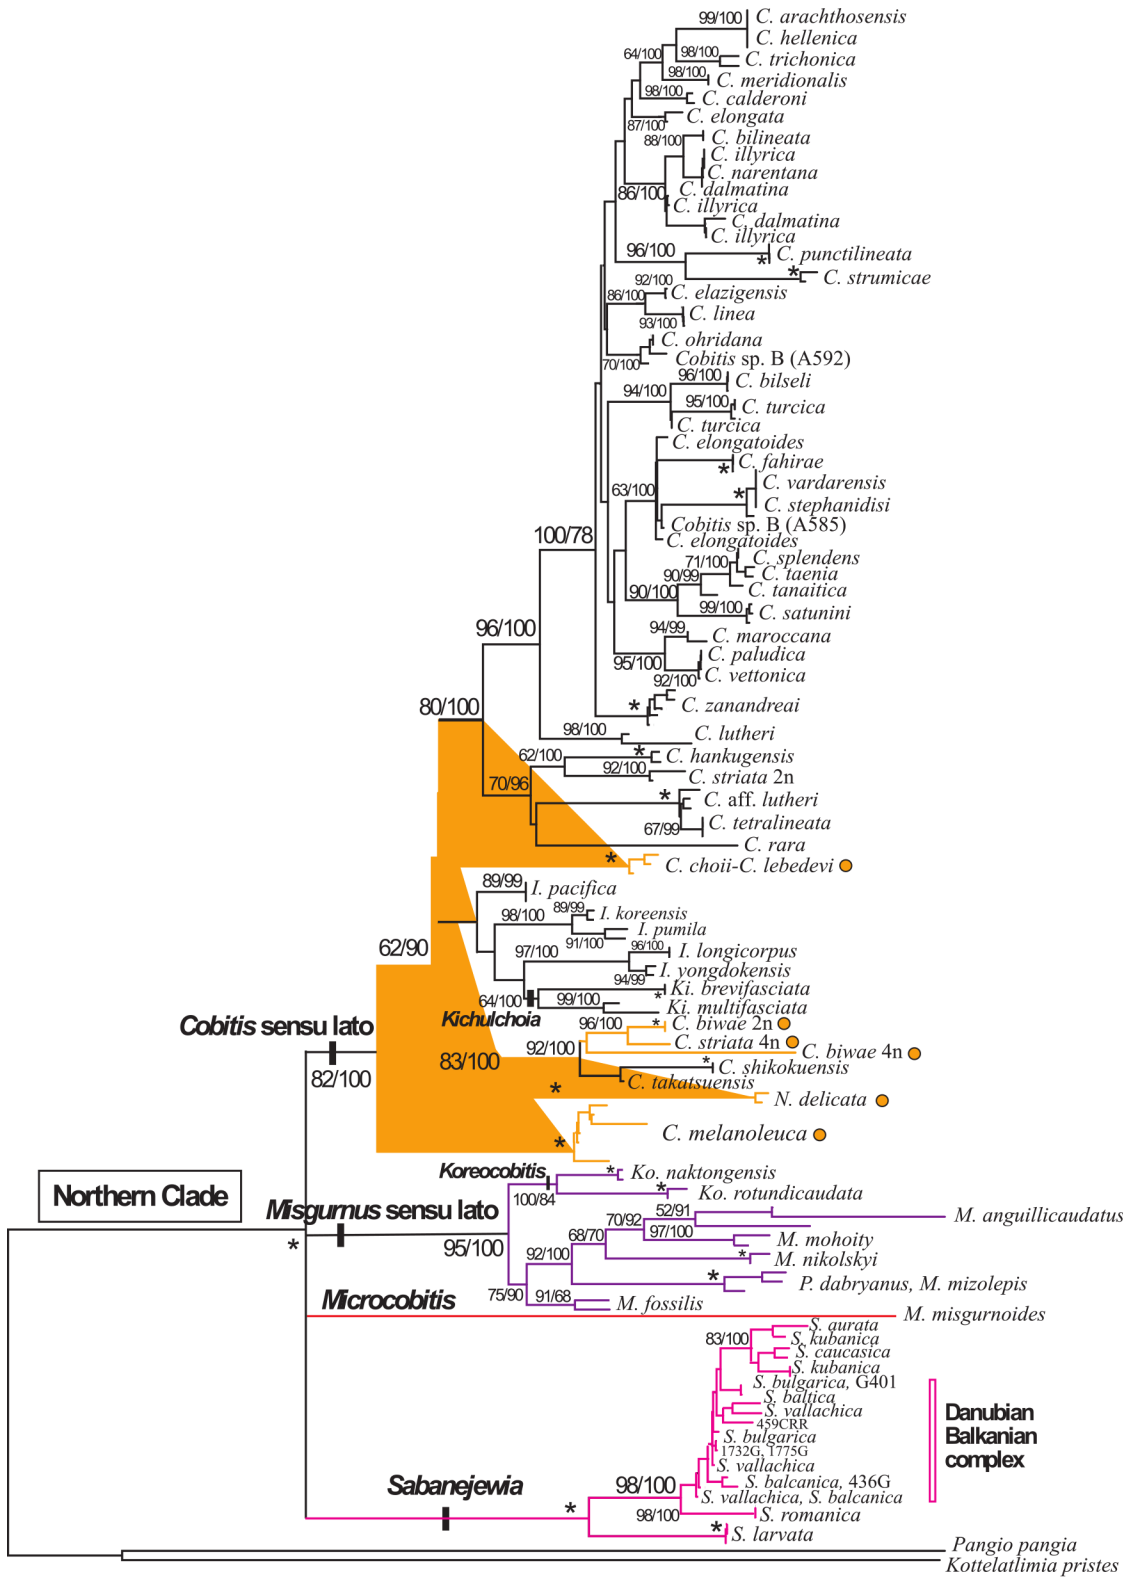 99/100 C. arachthosensis
C. hellenica
64/100 98/100 C. trichonica
98/100 C. meridionalis
98/100 C. calderoni
87/100 C. elongata
88/100 C. bilineata
C. illyrica
C. narentana
86/100 C. dalmatina
C. illyrica
C. dalmatina
C. illyrica
96/100 * C. punctilineata
* C. strumicae
86/100 92/100 C. elazigensis
93/100 C. linea
C. ohridana
70/100 Cobitis sp. B (A592)
96/100 C. bilseli
94/100 95/100 C. turcica
C. turcica
C. elongatoides
* C. fahirae
63/100 * C. vardarensis
C. stephanidisi
Cobitis sp. B (A585)
100/78 C. elongatoides
71/100 C. splendens
90/99 C. taenia
90/100 C. tanaitica
99/100 C. satunini
94/99 C. maroccana
96/100 95/100 C. paludica
92/100 C. vettonica
80/100 * C. zanandreai
98/100 C. lutheri
62/100 * C. hankugensis
70/96 92/100 C. striata 2n
* C. aff. lutheri
67/99 C. tetralineata
C. rara
* C. choii-C. lebedevi
89/99 I. pacifica
98/100 89/99 I. koreensis
91/100 I. pumila
62/90 97/100 96/100 I. longicorpus
94/99 I. yongdokensis
64/100 * Ki. brevifasciata
99/100 Ki. multifasciata
Kichulchoia
Cobitis sensu lato
96/100 * C. biwae 2n
C. striata 4n
83/100 92/100 C. biwae 4n
82/100 * C. shikokuensis
C. takatsuensis
* N. delicata
* C. melanoleuca
Koreocobitis * Ko. naktongensis
Northern Clade
100/84 * Ko. rotundicaudata
Misgurnus sensu lato
52/91 M. anguillicaudatus
*
95/100 70/92 97/100 M. mohoity
68/70 * M. nikolskyi
92/100 * P. dabryanus, M. mizolepis
75/90 91/68 M. fossilis
Microcobitis
M. misgurnoides
S. aurata
83/100 S. kubanica
S. caucasica
S. kubanica
S. bulgarica, G401
S. baltica
S. vallachica
459CRR
S. bulgarica
1732G, 1775G
S. vallachica
Danubian
Balkanian
complex
S. balcanica, 436G
Sabanejewia
98/100 S. vallachica, S. balcanica
* 98/100 S. romanica
* S. larvata
Pangio pangia
Kottelatlimia pristes